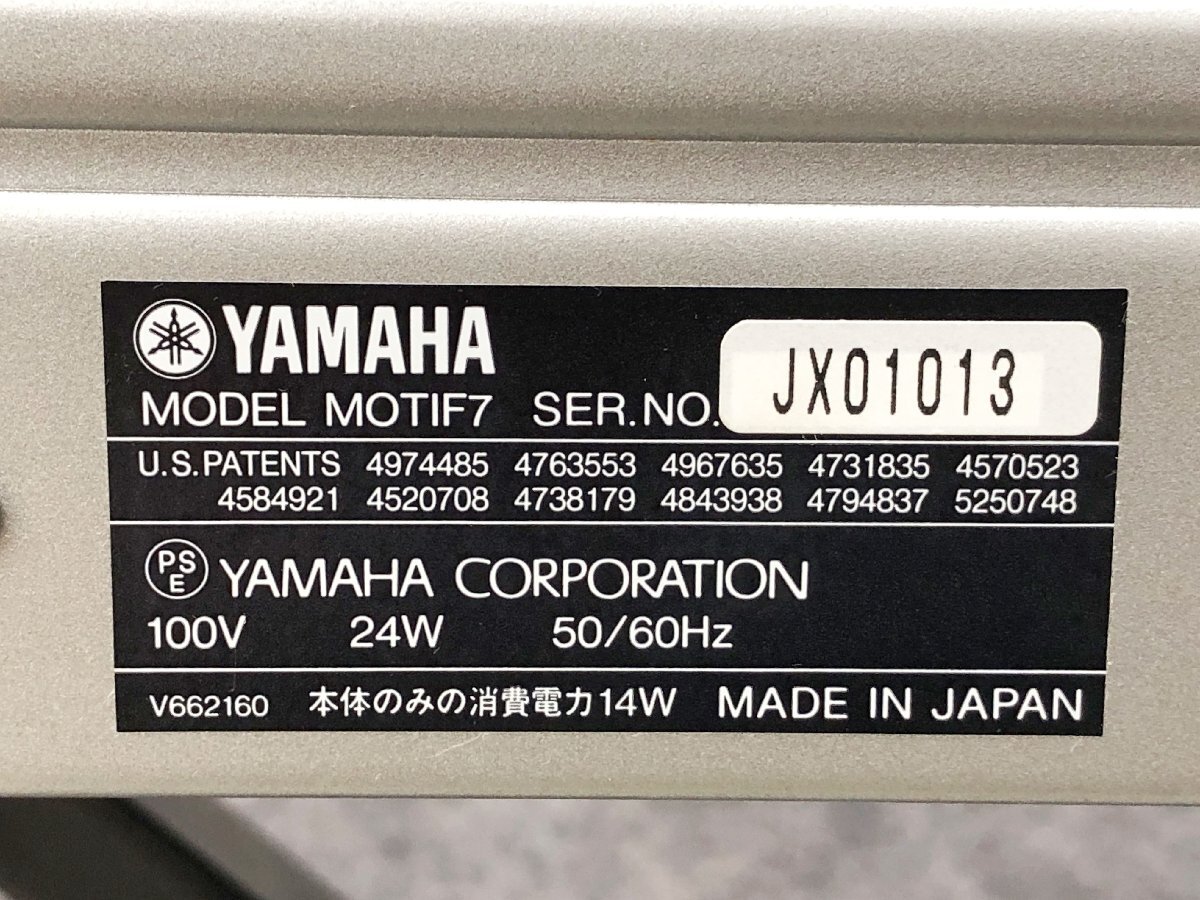 YAMAHA
MODEL MOTIF7 SER.NO. JX01013
U.S.PATENTS 4974485 4763553 4967635 4731835 4570523
4584921 4520708 4738179 4843938 4794837 5250748
PSE YAMAHA CORPORATION
100V 24W 50/60Hz
V662160 本体のみの消費電力14W MADE IN JAPAN